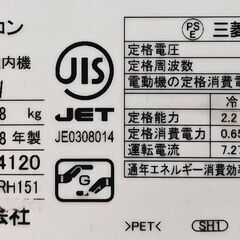 コン
内機
8 kg
8 年製
4120
RH151
会社
JIS
JET
JE0308014
G
PS
E
三菱
定格電圧
定格周波数
電動機の定格消費
冷
定格能力 2.2
定格消費電力 0.65
運転電流 7.27
通年エネルギー消費効率
>PET<
SH1